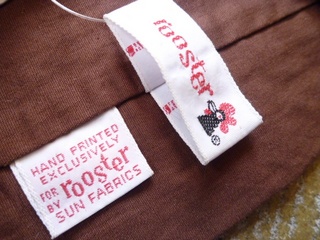 rooster
HAND PRINTED
EXCLUSIVELY
FOR rooster
BY
SUN FABRICS